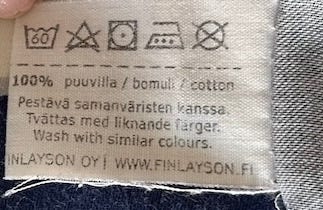 60
100% puuvilla / bomull / cotton
Pestävä samanväristen kanssa.
Tvättas med liknande färger.
Wash with similar colours.
INLAYSON OY | WWW.FINLAYSON.FI